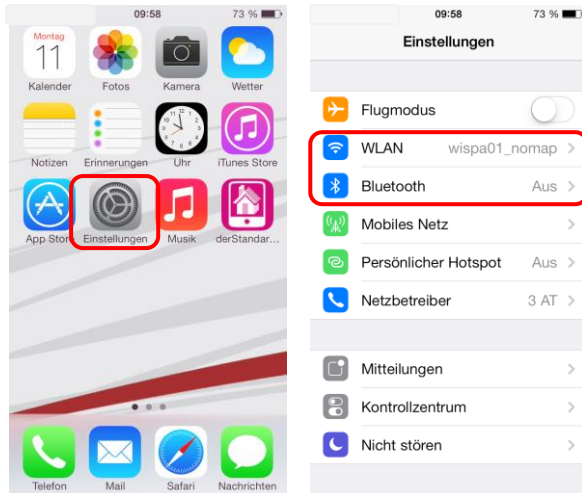 09:58 73 %
Montag
11
Kalender Fotos Kamera Wetter
Notizen Erinnerungen Uhr iTunes Store
App Store Einstellungen Musik derStandar...
Telefon Mail Safari Nachrichten
09:58 73 %
Einstellungen
Flugmodus
WLAN wispa01_nomap
Bluetooth Aus
Mobiles Netz
Persönlicher Hotspot Aus
Netzbetreiber 3 AT
Mitteilungen
Kontrollzentrum
Nicht stören